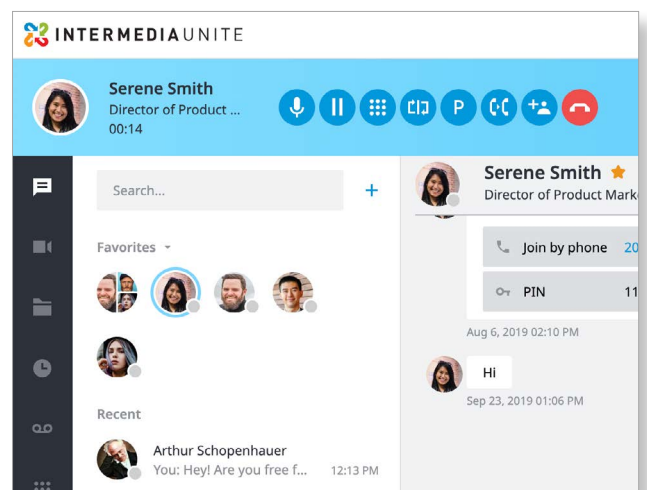 INTERMEDIA UNITE
Serene Smith
Director of Product ...
00:14
P
Search...
Favorites
Recent
Arthur Schopenhauer
You: Hey! Are you free f...
12:13 PM
Serene Smith
Director of Product Mark
Join by phone 20
PIN 11
Aug 6, 2019 02:10 PM
Hi
Sep 23, 2019 01:06 PM